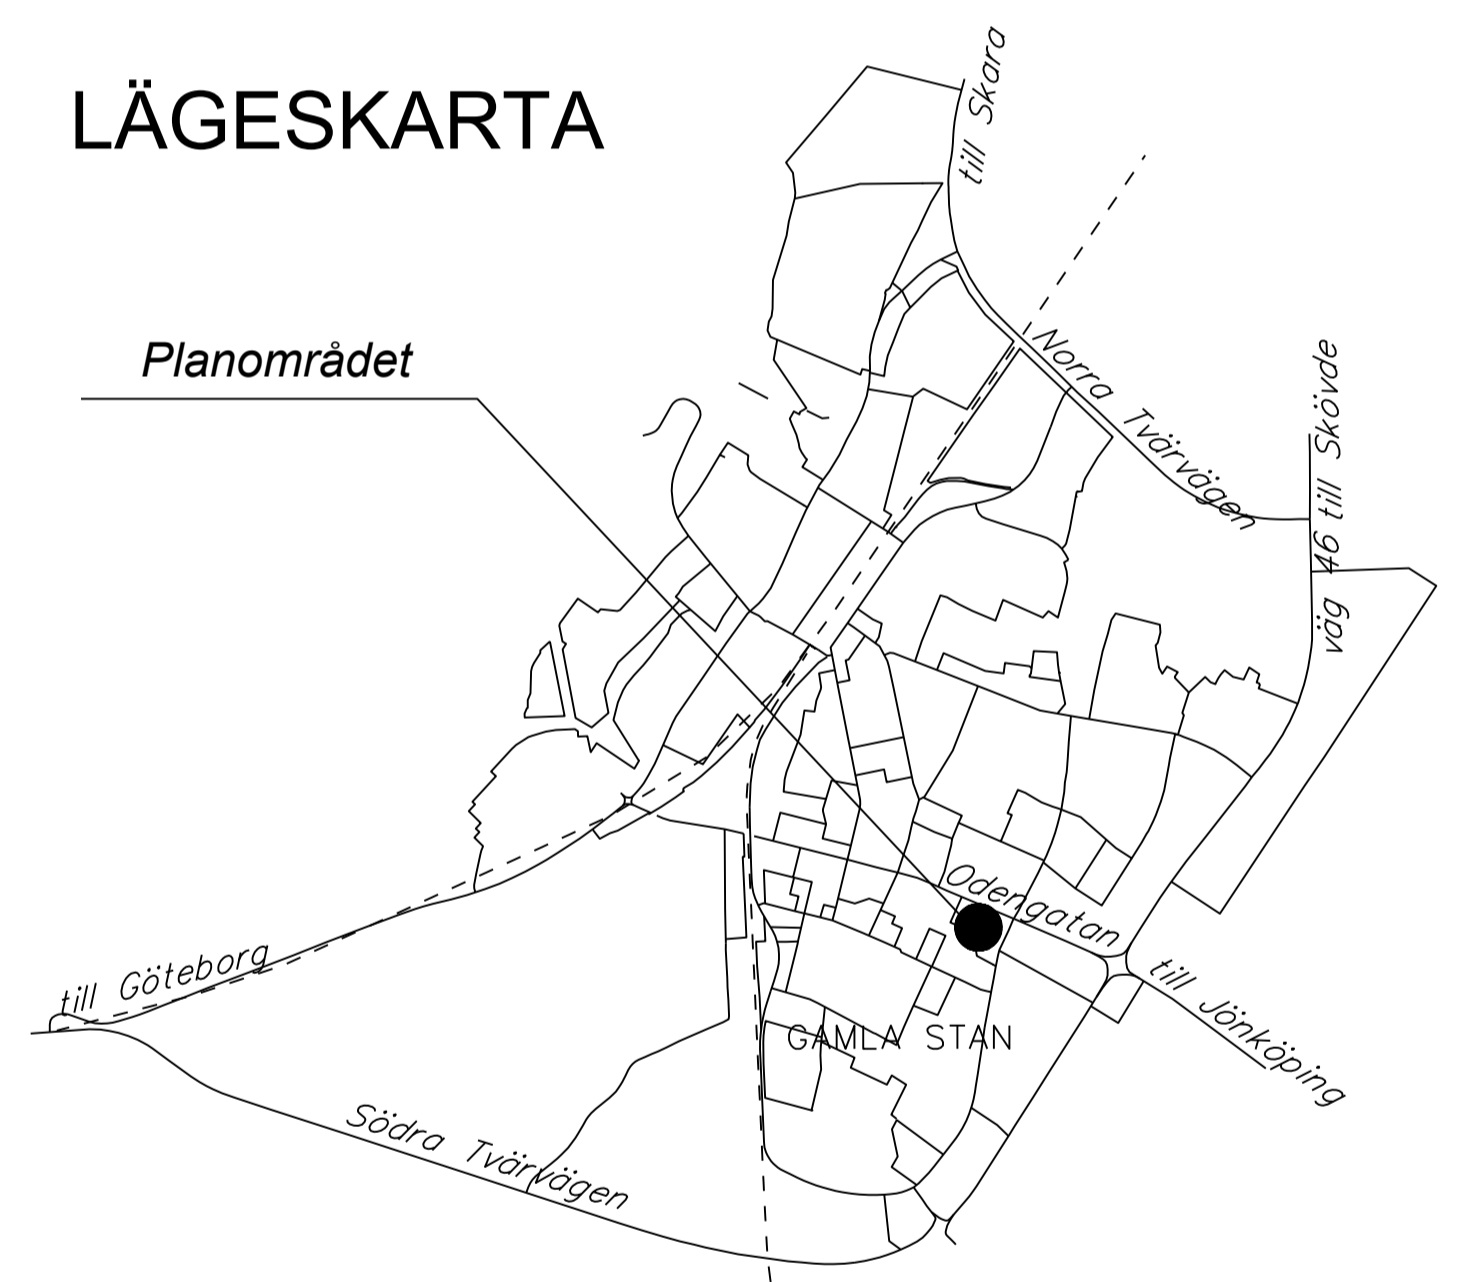 LÄGESKARTA
till Skara
Planområdet
Norra Tvärvägen
väg 46 till Skövde
Odengatan
till Göteborg
till Jönköping
GAMLA STAN
Södra Tvärvägen